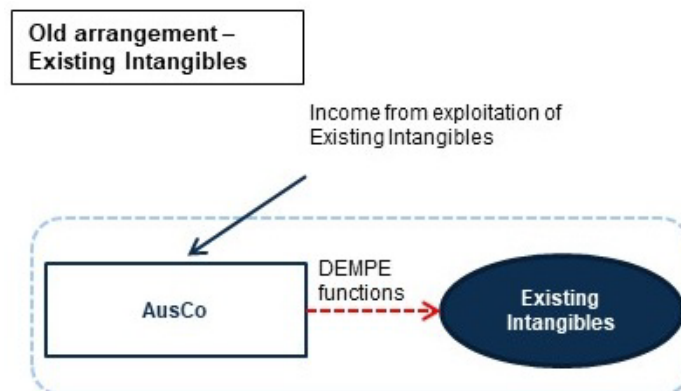 Old arrangement –
Existing Intangibles
Income from exploitation of
Existing Intangibles
DEMPE
functions
AusCo
Existing
Intangibles